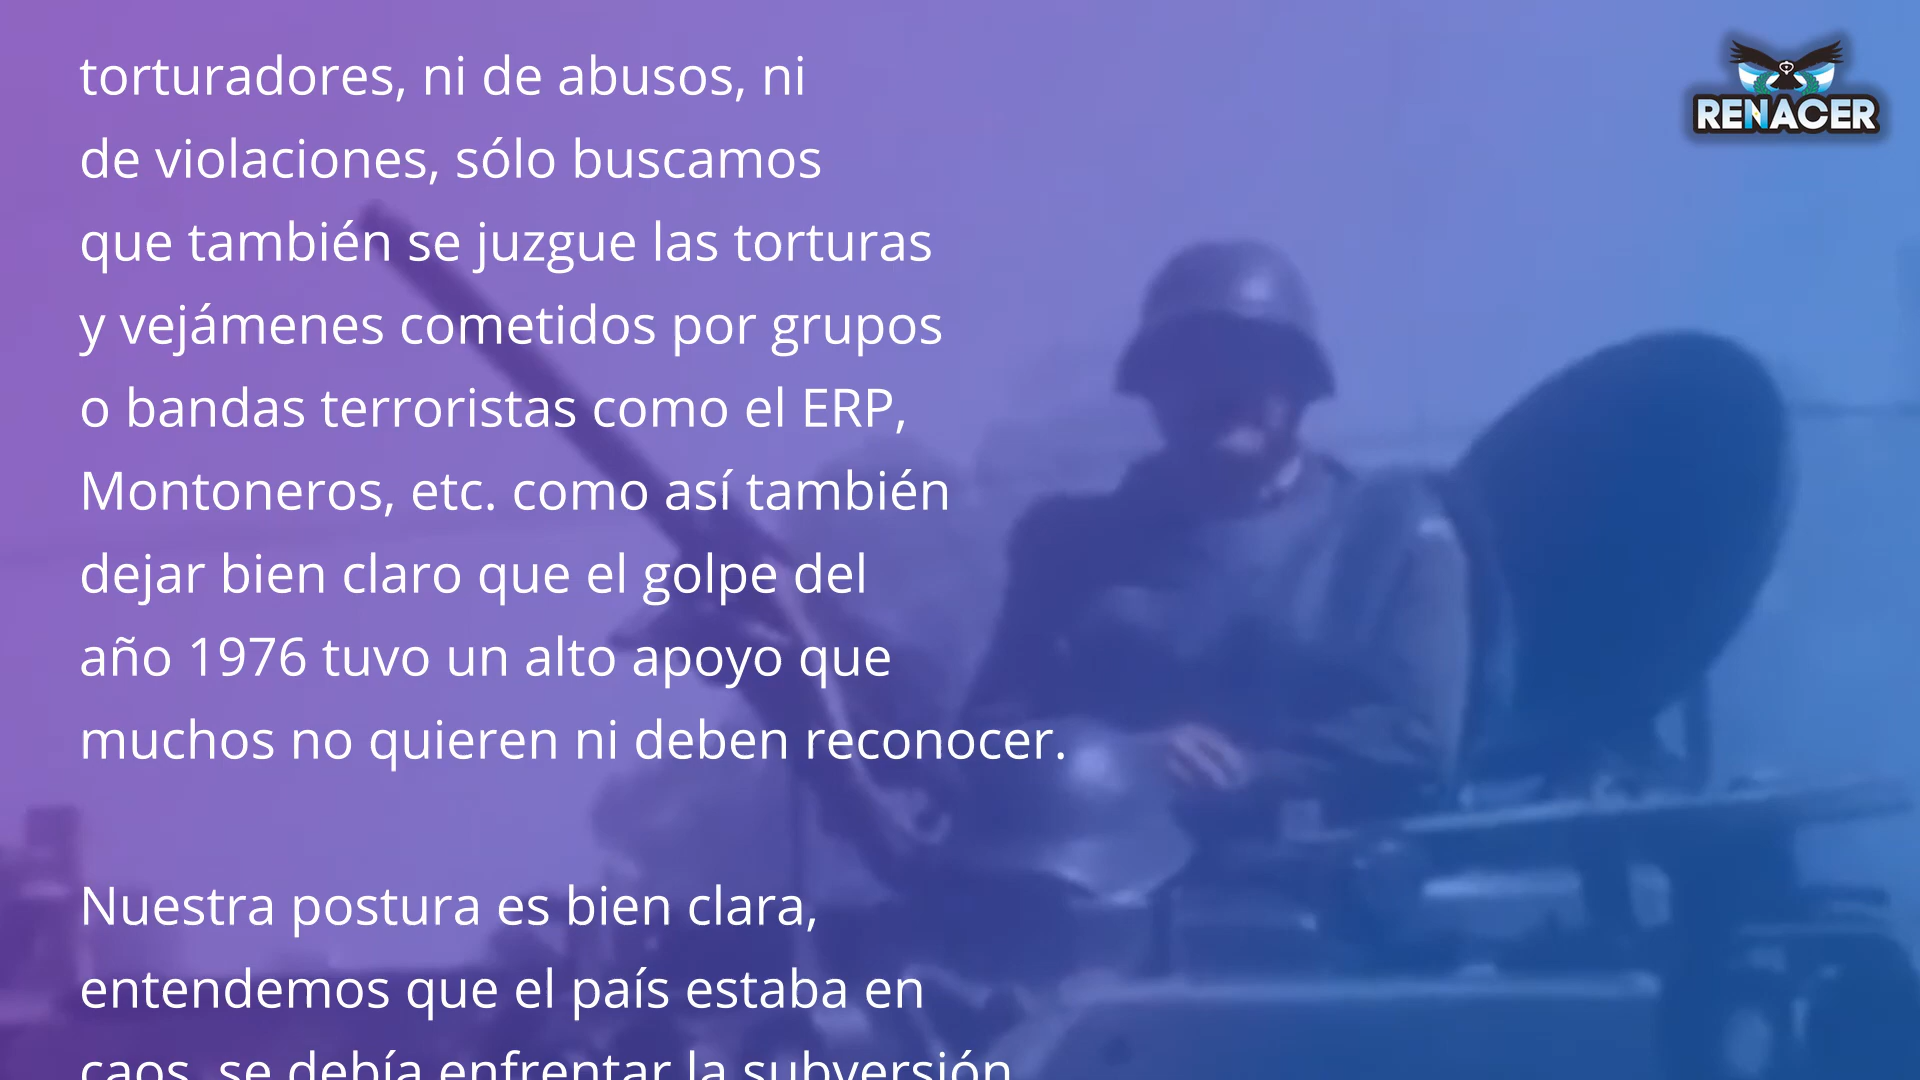 torturadores, ni de abusos, ni
de violaciones, sólo buscamos
que también se juzgue las torturas
y vejámenes cometidos por grupos
o bandas terroristas como el ERP,
Montoneros, etc. como así también
dejar bien claro que el golpe del
año 1976 tuvo un alto apoyo que
muchos no quieren ni deben reconocer.
Nuestra postura es bien clara,
entendemos que el país estaba en
caos, se debía enfrentar la subversión
RENACER